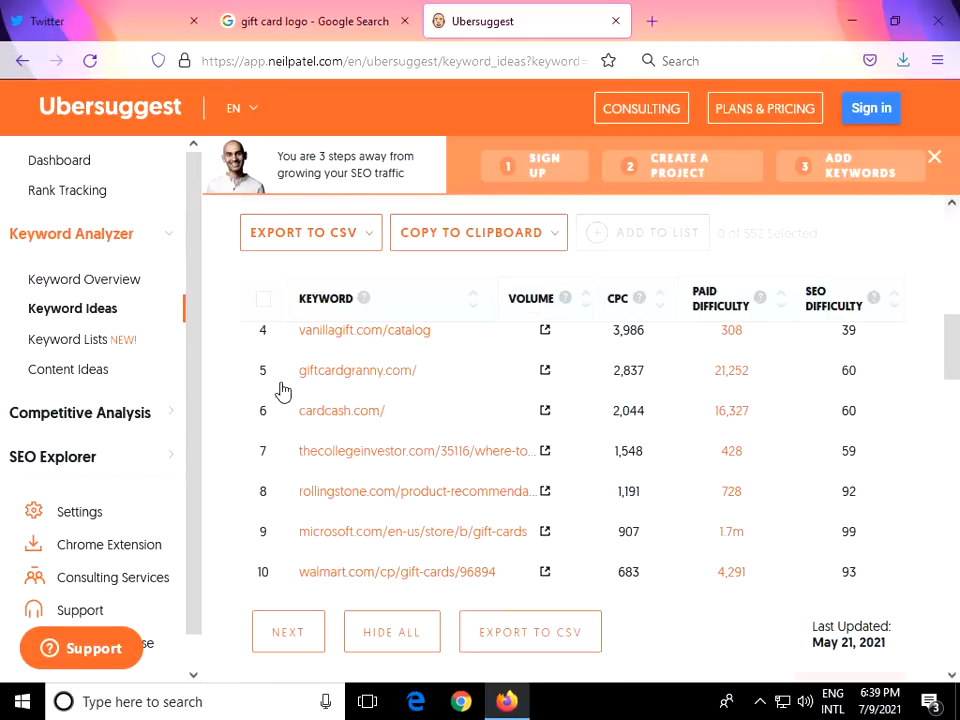 Twitter
gift card logo - Google Search
Ubersuggest
https://app.neilpatel.com/en/ubersuggest/keyword_ideas?keyword=
Search
Ubersuggest
EN
CONSULTING
PLANS & PRICING
Sign in
Dashboard
Rank Tracking
Keyword Analyzer
Keyword Overview
Keyword Ideas
Keyword Lists NEW!
Content Ideas
Competitive Analysis
SEO Explorer
Settings
Chrome Extension
Consulting Services
Support
se
Support
You are 3 steps away from
growing your SEO traffic
1 SIGN UP
2 CREATE A PROJECT
3 ADD KEYWORDS
EXPORT TO CSV
COPY TO CLIPBOARD
ADD TO LIST
0 of 552 Selected
KEYWORD VOLUME CPC PAID DIFFICULTY SEO DIFFICULTY
4 vanillagift.com/catalog 3,986 308 39
5 giftcardgranny.com/ 2,837 21,252 60
6 cardcash.com/ 2,044 16,327 60
7 thecollegeinvestor.com/35116/where-to... 1,548 428 59
8 rollingstone.com/product-recommenda... 1,191 728 92
9 microsoft.com/en-us/store/b/gift-cards 907 1.7m 99
10 walmart.com/cp/gift-cards/96894 683 4,291 93
NEXT
HIDE ALL
EXPORT TO CSV
Last Updated:
May 21, 2021
Type here to search
ENG
INTL
6:39 PM
7/9/2021
3